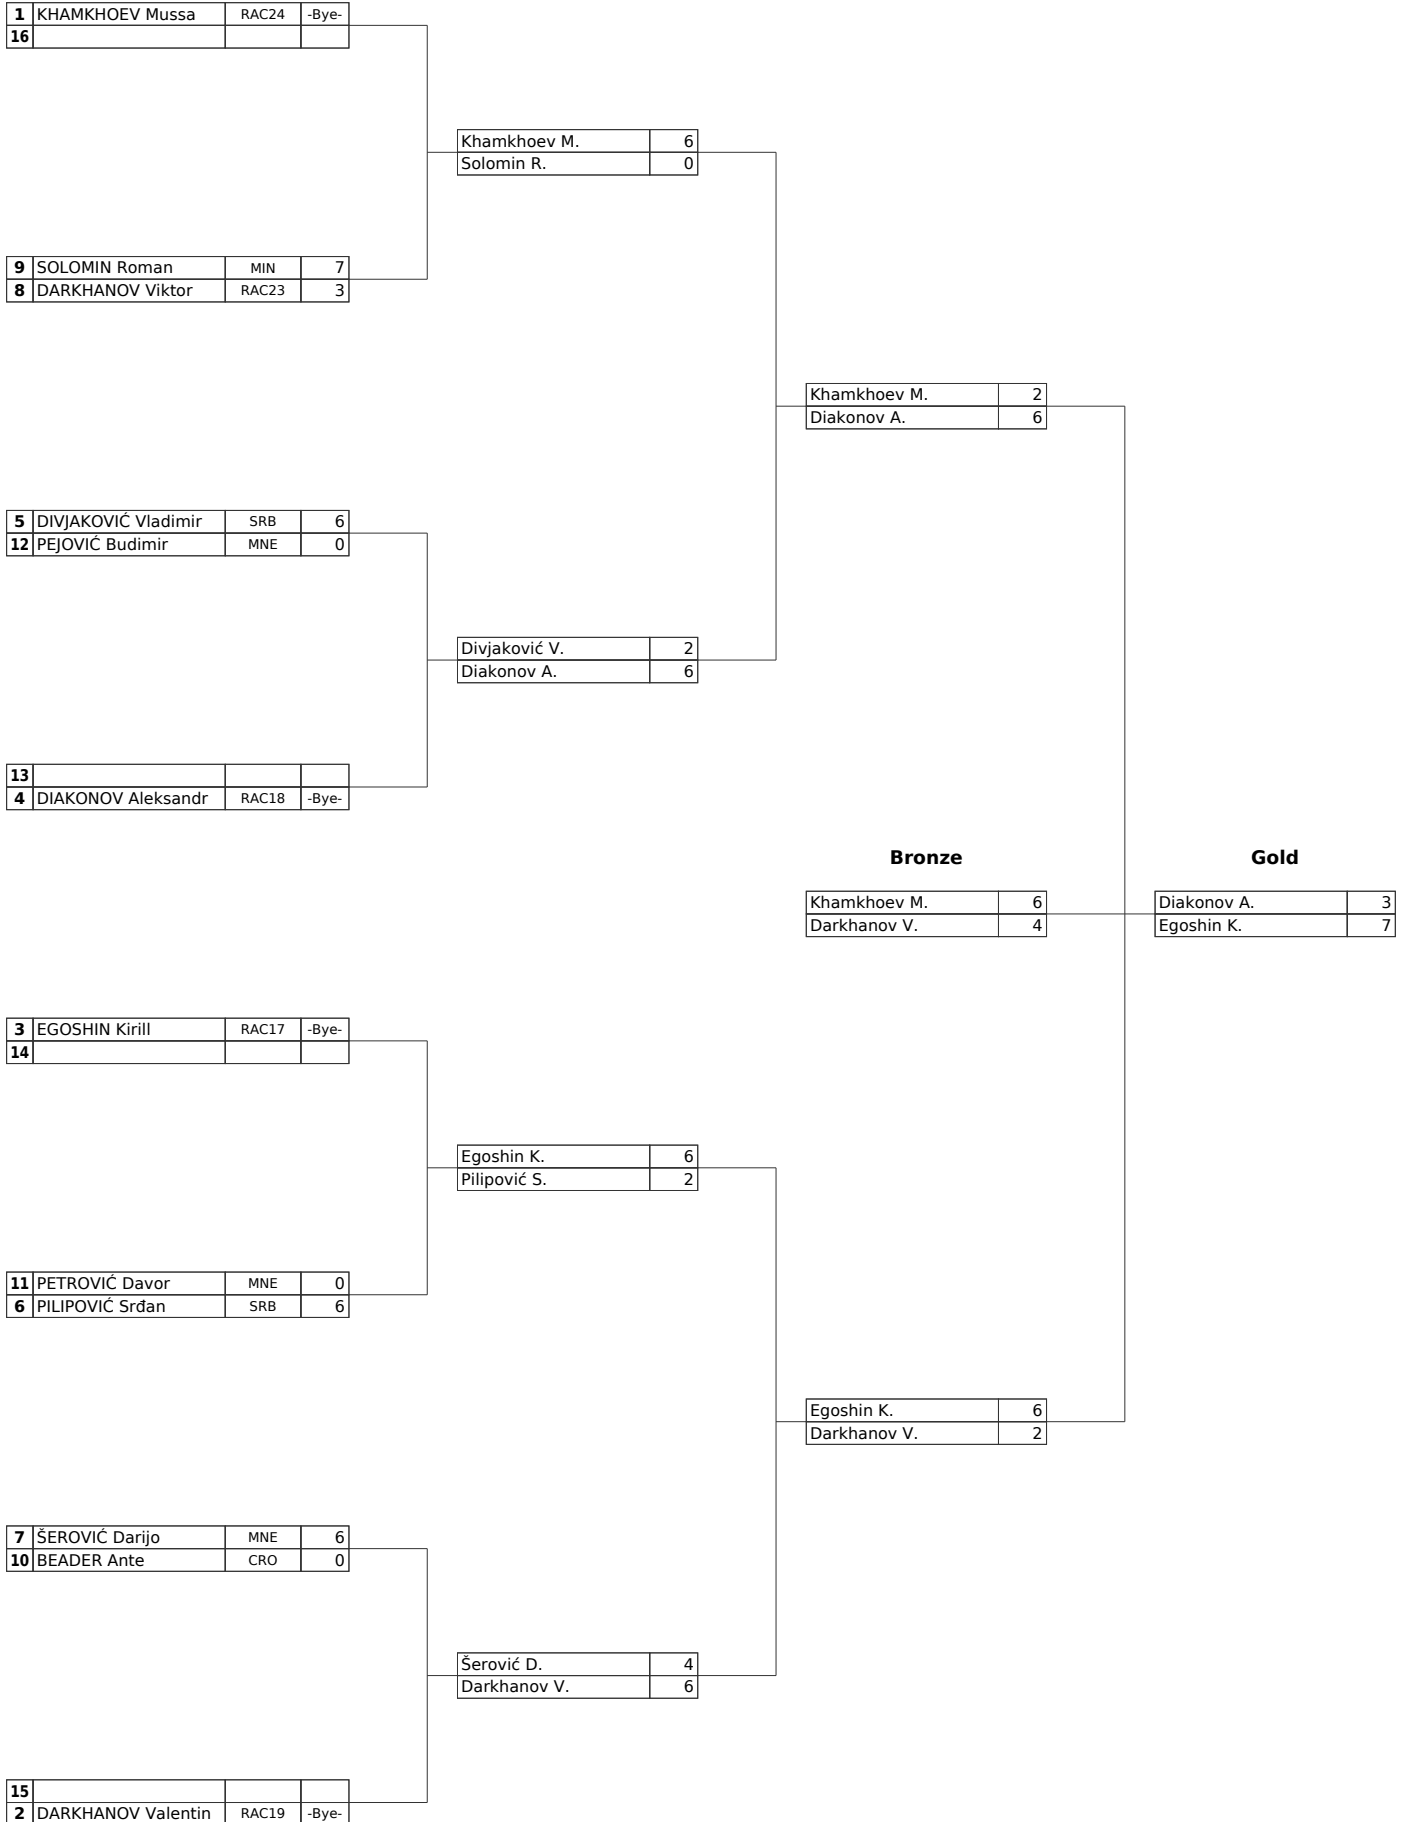 1 KHAMKHOEV Mussa RAC24 -Bye-
16
Khamkhoev M. 6
Solomin R. 0
9 SOLOMIN Roman MIN 7
8 DARKHANOV Viktor RAC23 3
Khamkhoev M. 2
Diakonov A. 6
5 DIVJAKOVIĆ Vladimir SRB 6
12 PEJOVIĆ Budimir MNE 0
Divjaković V. 2
Diakonov A. 6
13
4 DIAKONOV Aleksandr RAC18 -Bye-
Bronze Gold
Khamkhoev M. 6 Diakonov A. 3
Darkhanov V. 4 Egoshin K. 7
3 EGOSHIN Kirill RAC17 -Bye-
14
Egoshin K. 6
Pilipović S. 2
11 PETROVIĆ Davor MNE 0
6 PILIPOVIĆ Srđan SRB 6
Egoshin K. 6
Darkhanov V. 2
7 ŠEROVIĆ Darijo MNE 6
10 BEADER Ante CRO 0
Šerović D. 4
Darkhanov V. 6
15
2 DARKHANOV Valentin RAC19 -Bye-